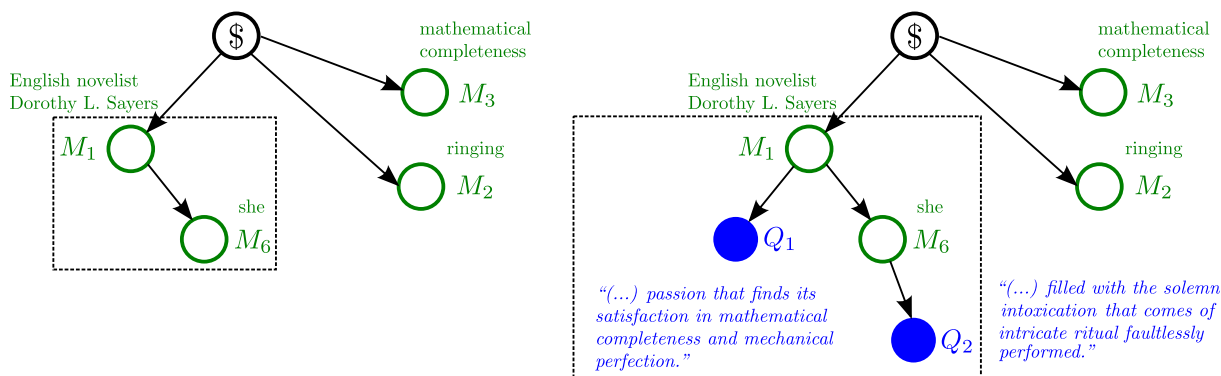 $
mathematical
completeness
M3
English novelist
Dorothy L. Sayers
M1
ringing
M2
she
M6
$
mathematical
completeness
M3
English novelist
Dorothy L. Sayers
M1
ringing
M2
she
Q1
M6
“(...) passion that finds its
satisfaction in mathematical
completeness and mechanical
perfection.”
“(...) filled with the solemn
intoxication that comes of
intricate ritual faultlessly
performed.”
Q2